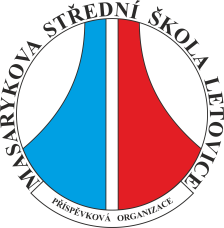 MASARYKOVA STŘEDNÍ ŠKOLA LETOVICE
PŘÍSPĚVKOVÁ ORGANIZACE